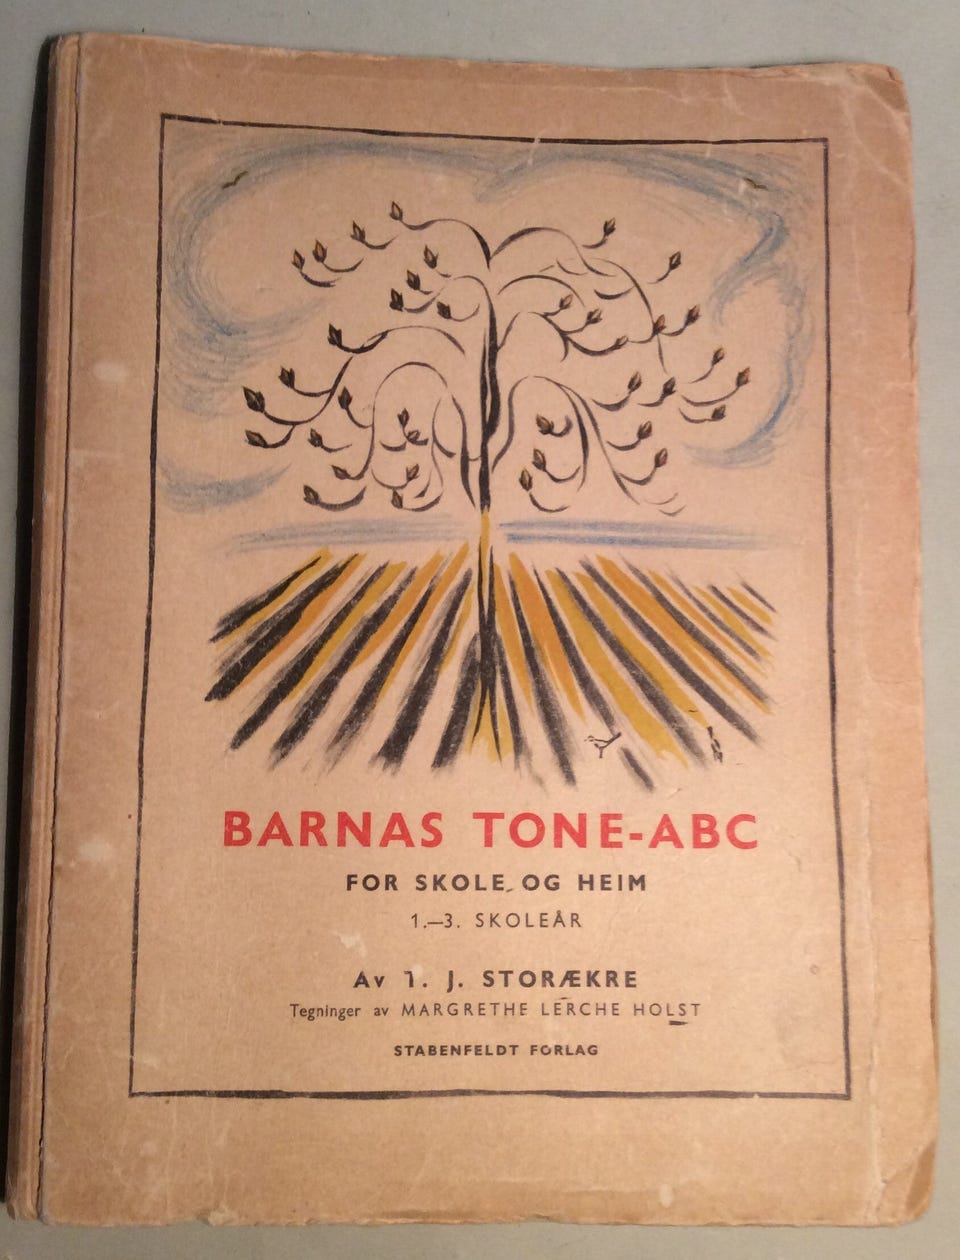 BARNAS TONE-ABC
FOR SKOLE OG HEIM
1.—3. SKOLEÅR
Av T. J. STORÆKRE
Tegninger av MARGRETHE LERCHE HOLST
STABENFELDT FORLAG